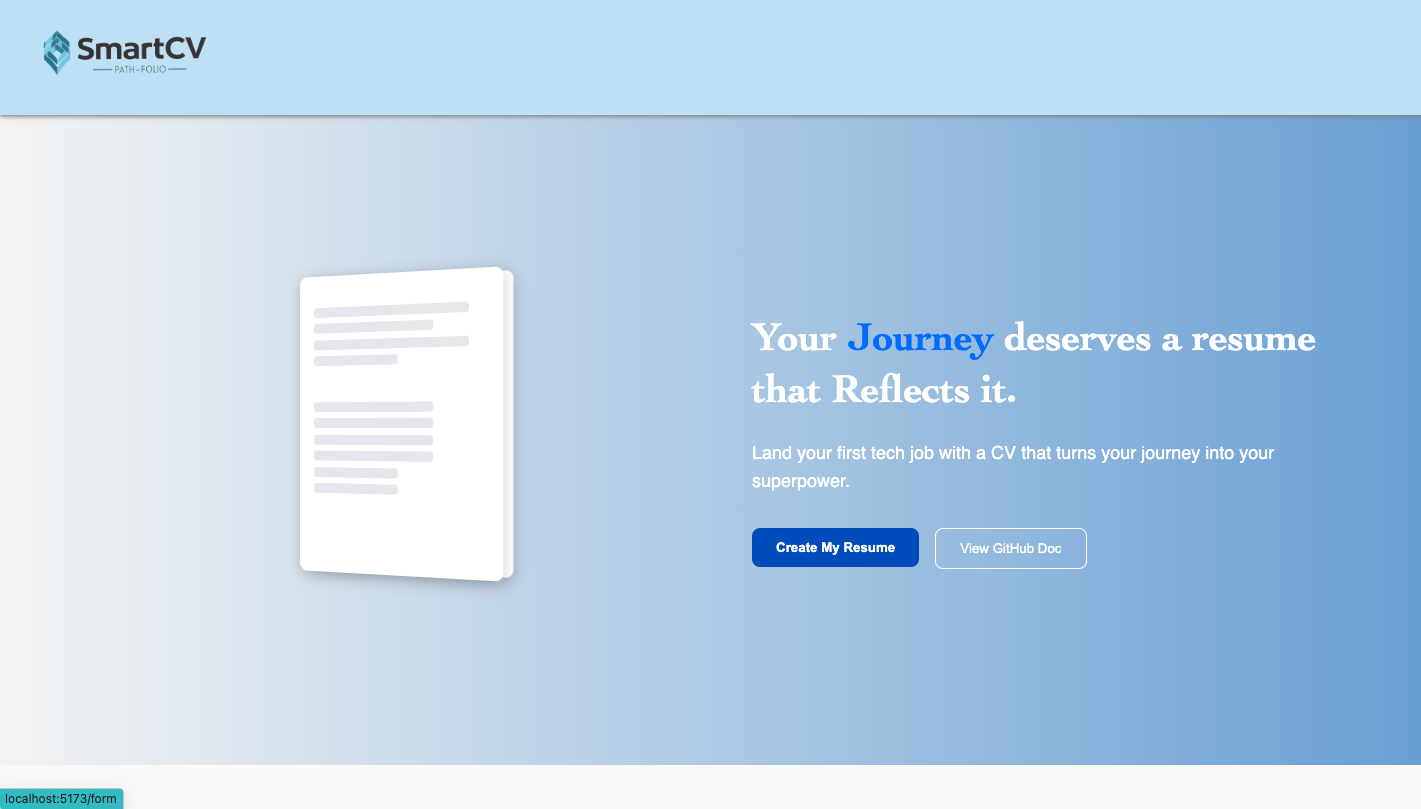 SmartCV
PATH-FOLIO
Your Journey deserves a resume
that Reflects it.
Land your first tech job with a CV that turns your journey into your
superpower.
Create My Resume
View GitHub Doc
localhost:5173/form